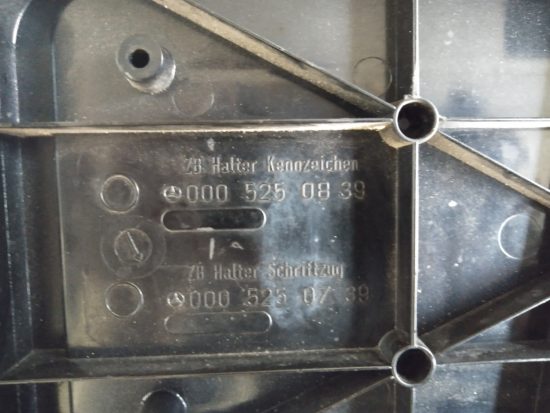 ZB Halter Kennzeichen
000 525 08 39
ZB Halter Schriftzug
000 525 07 39